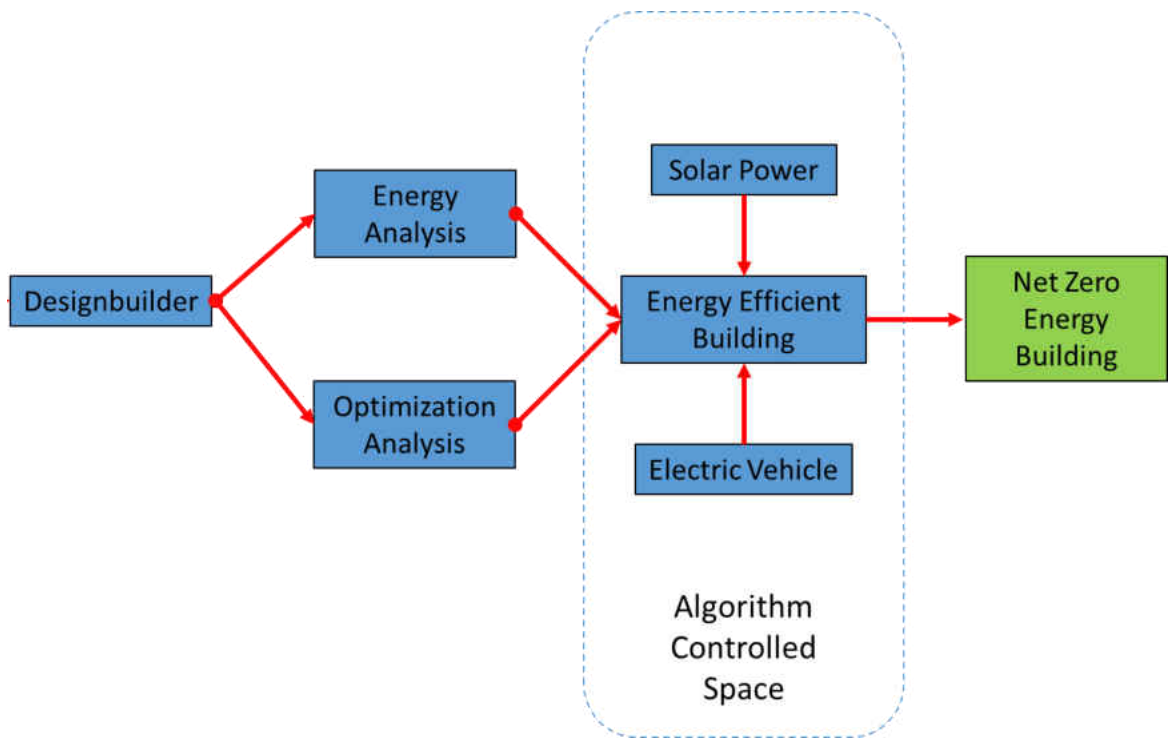 Designbuilder
Energy
Analysis
Optimization
Analysis
Solar Power
Energy Efficient
Building
Electric Vehicle
Algorithm
Controlled
Space
Net Zero
Energy
Building